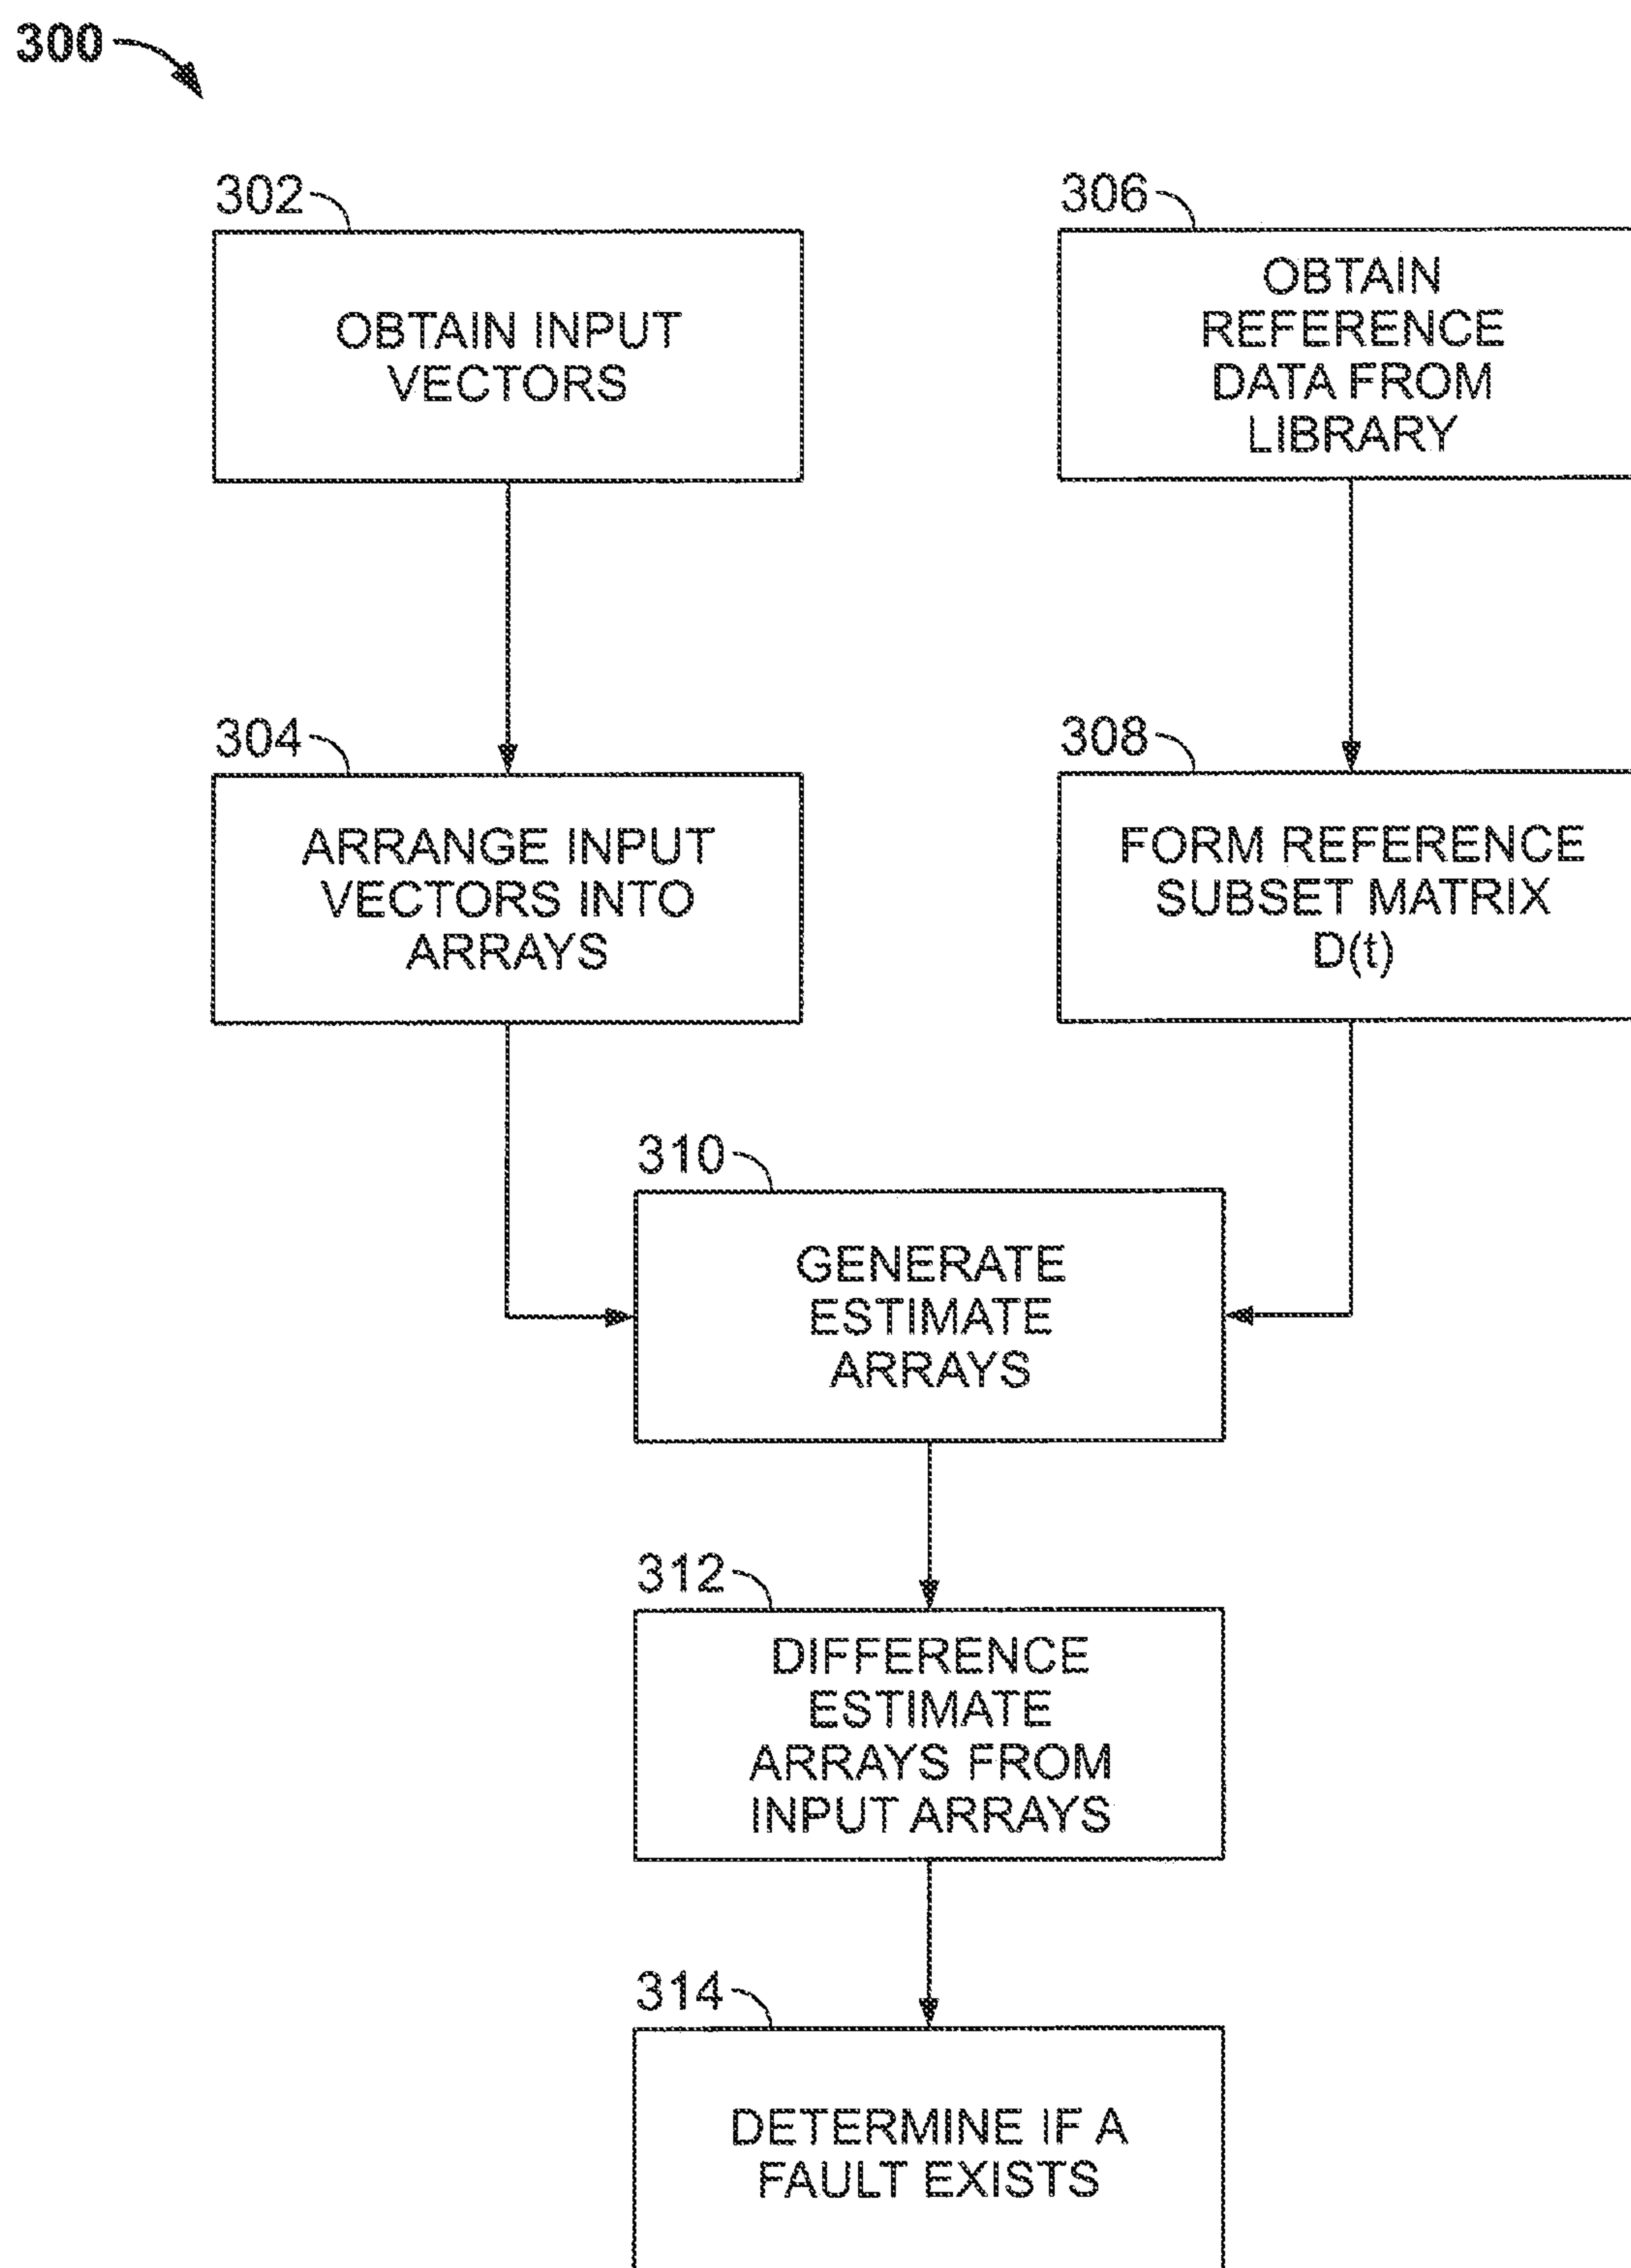 300
302
OBTAIN INPUT
VECTORS
306
OBTAIN
REFERENCE
DATA FROM
LIBRARY
304
ARRANGE INPUT
VECTORS INTO
ARRAYS
308
FORM REFERENCE
SUBSET MATRIX
D(t)
310
GENERATE
ESTIMATE
ARRAYS
312
DIFFERENCE
ESTIMATE
ARRAYS FROM
INPUT ARRAYS
314
DETERMINE IF A
FAULT EXISTS